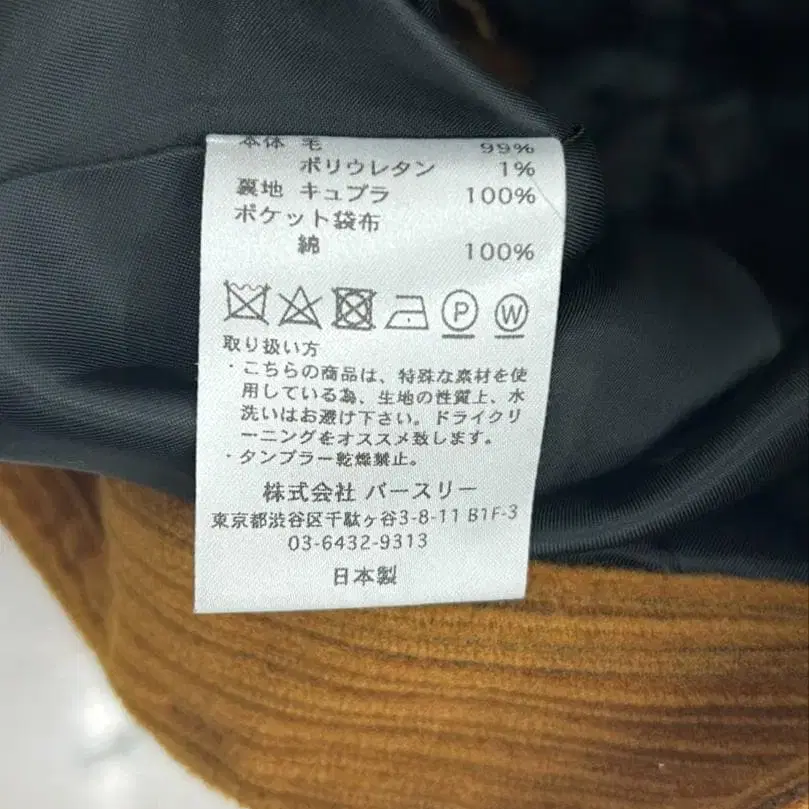 本体 毛 99%
ポリウレタン 1%
裏地 キュプラ 100%
ポケット袋布
綿 100%
P W
取り扱い方
・こちらの商品は、特殊な素材を使
用している為、生地の性質上、水
洗いはお避け下さい。ドライクリ
ーニングをオススメ致します。
・タンブラー乾燥禁止。
株式会社 バースリー
東京都渋谷区千駄ヶ谷3-8-11 B1F-3
03-6432-9313
日本製